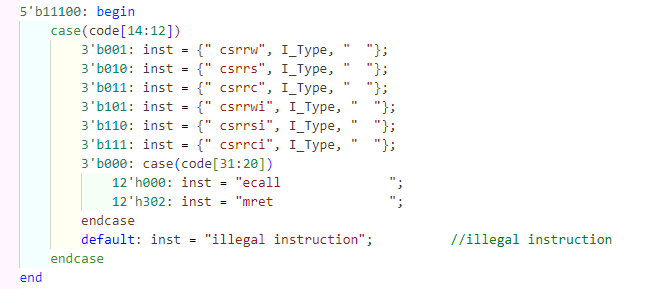 5'b11100: begin
    case(code[14:12])
        3'b001: inst = {" csrrw", I_Type, "  "};
        3'b010: inst = {" csrrs", I_Type, "  "};
        3'b011: inst = {" csrrc", I_Type, "  "};
        3'b101: inst = {" csrrwi", I_Type, "  "};
        3'b110: inst = {" csrrsi", I_Type, "  "};
        3'b111: inst = {" csrrci", I_Type, "  "};
        3'b000: case(code[31:20])
            12'h000: inst = "ecall              ";
            12'h302: inst = "mret               ";
        endcase
        default: inst = "illegal instruction";          //illegal instruction
    endcase
end